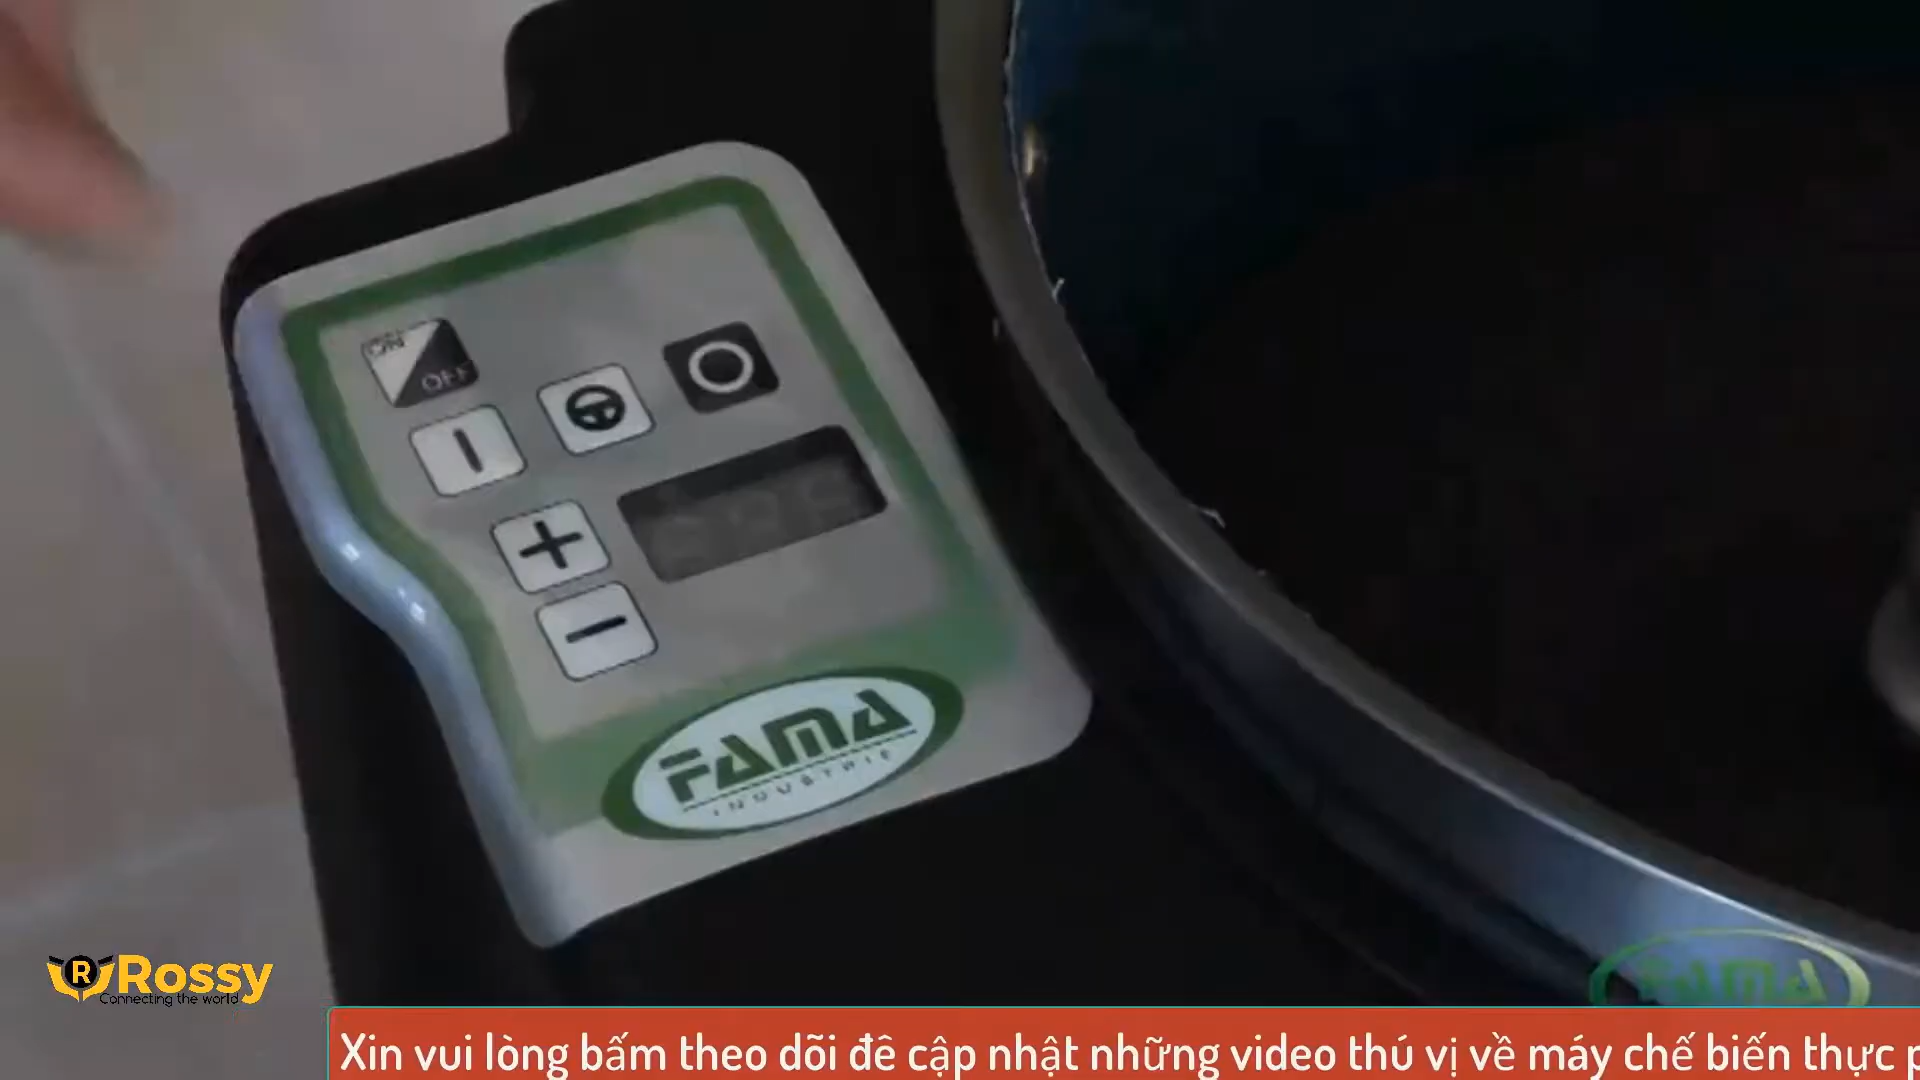 ON
OFF
FAMA
INDUSTRIE
Rossy
Connecting the world
FAMA
Xin vui lòng bấm theo dõi đê cập nhật những video thú vị về máy chế biến thực